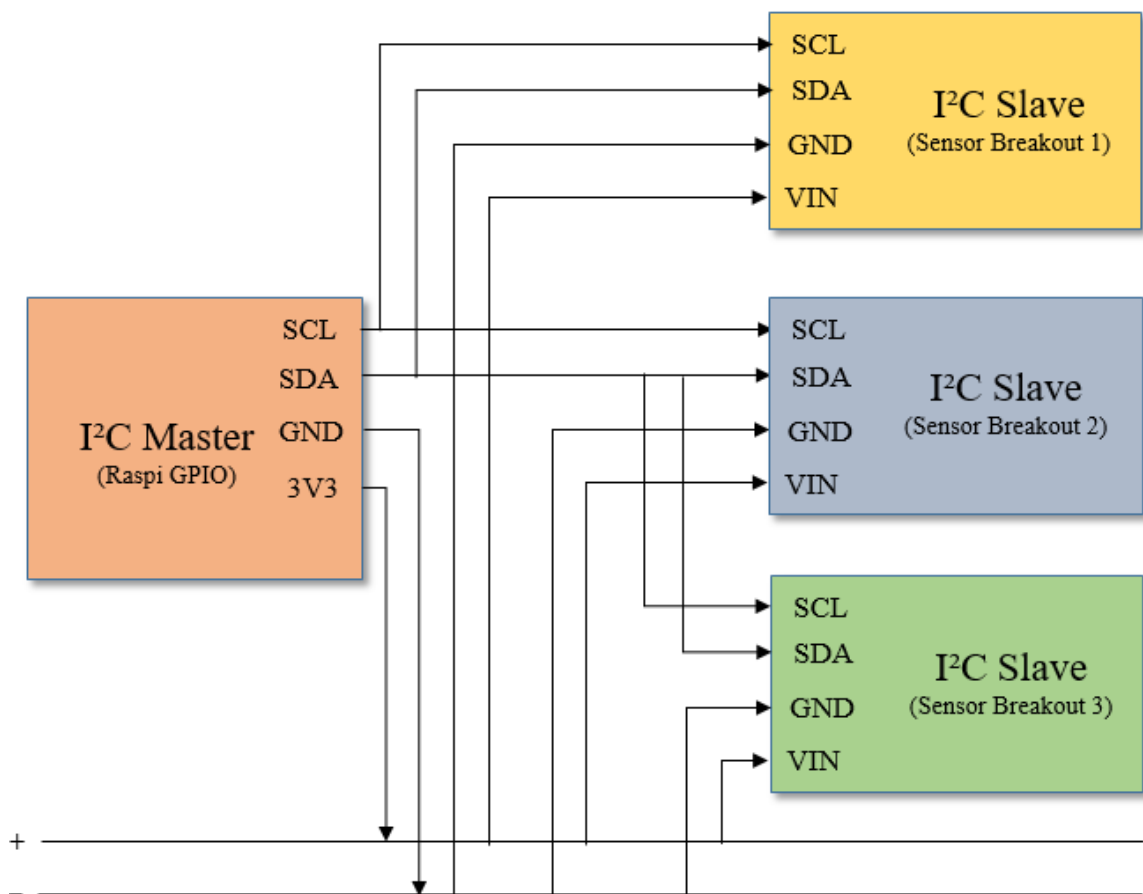 SCL
SDA
GND
VIN
I²C Slave
(Sensor Breakout 1)
SCL
SDA
GND
3V3
I²C Master
(Raspi GPIO)
SCL
SDA
GND
VIN
I²C Slave
(Sensor Breakout 2)
SCL
SDA
GND
VIN
I²C Slave
(Sensor Breakout 3)
+
-